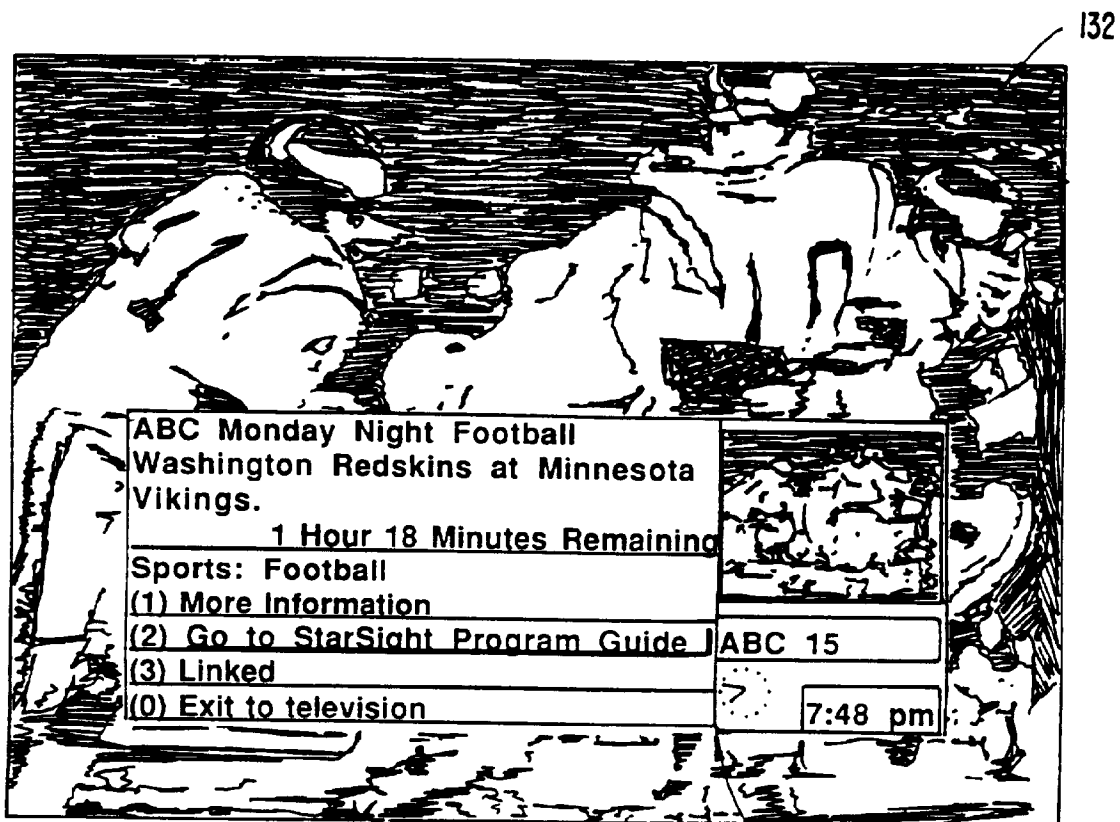 132
ABC Monday Night Football
Washington Redskins at Minnesota
Vikings.
1 Hour 18 Minutes Remaining
Sports: Football
(1) More Information
(2) Go to StarSight Program Guide
ABC 15
(3) Linked
(0) Exit to television
7:48 pm